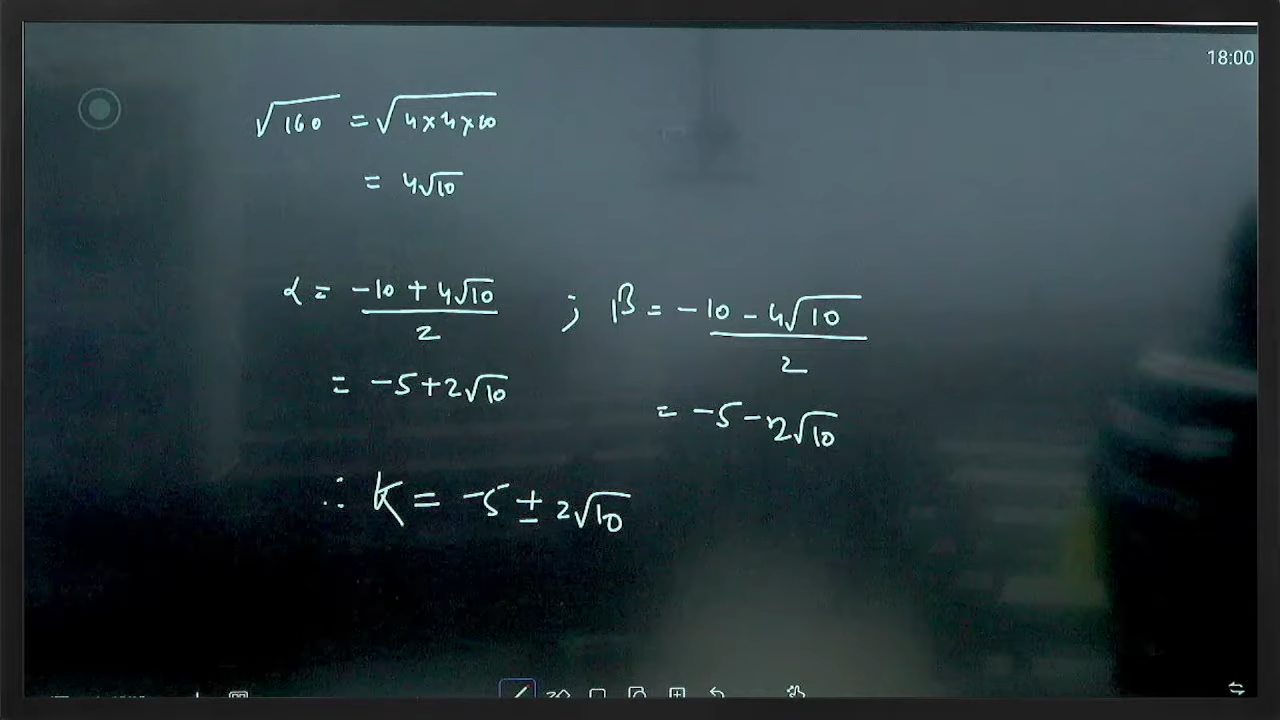 18:00
√160 = √4×4×10
= 4√10
α = -10 + 4√10 / 2 ; β = -10 - 4√10 / 2
= -5+2√10
= -5-2√10
∴ K = -5 ± 2√10